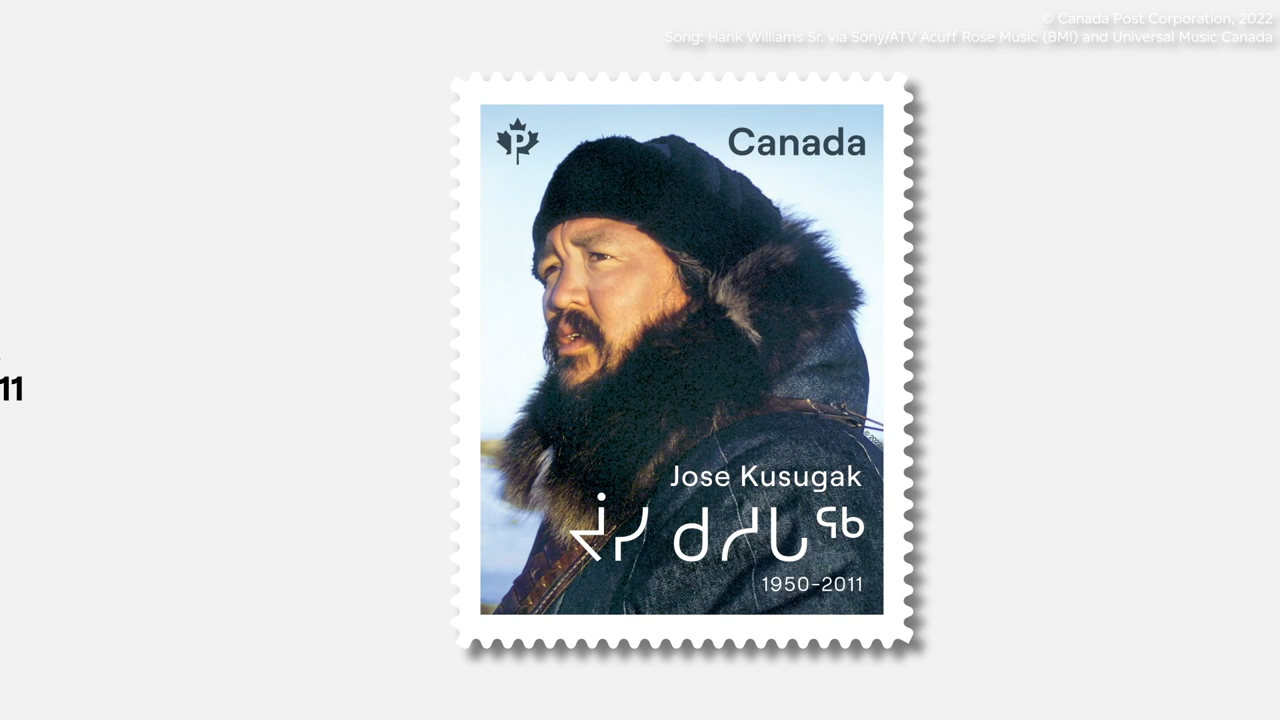 © Canada Post Corporation, 2022
Song: Hank Williams Sr. via Sony/ATV Acuff Rose Music (BMI) and Universal Music Canada
P
Canada
11
Jose Kusugak
ᔫᓯ ᑯᓱᒐᖅ
1950–2011